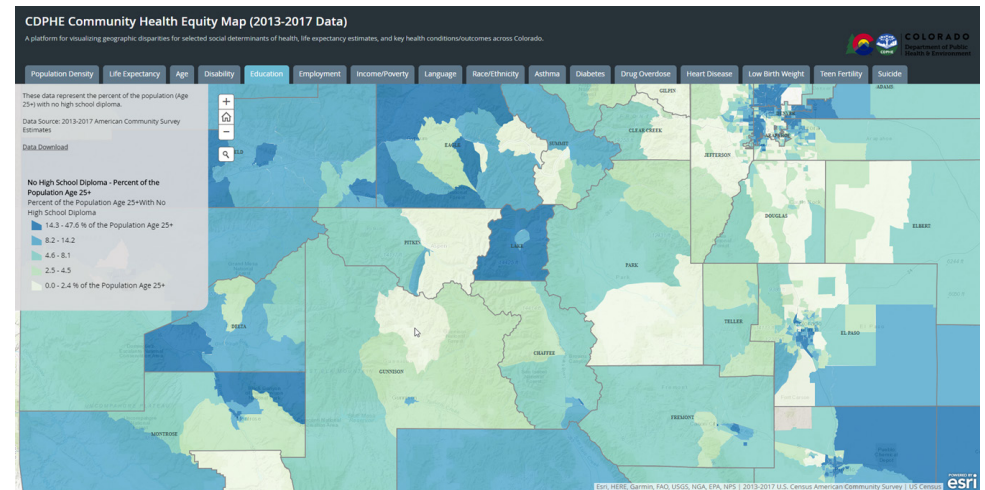 CDPHE Community Health Equity Map (2013-2017 Data)
A platform for visualizing geographic disparities for selected social determinants of health, life expectancy estimates, and key health conditions/outcomes across Colorado.
CDPHE
COLORADO
Department of Public
Health & Environment
Population Density
Life Expectancy
Age
Disability
Education
Employment
Income/Poverty
Language
Race/Ethnicity
Asthma
Diabetes
Drug Overdose
Heart Disease
Low Birth Weight
Teen Fertility
Suicide
These data represent the percent of the population (Age
25+) with no high school diploma.
Data Source: 2013-2017 American Community Survey
Estimates
Data Download
No High School Diploma - Percent of the
Population Age 25+
Percent of the Population Age 25+With No
High School Diploma
14.3 - 47.6 % of the Population Age 25+
8.2 - 14.2
4.6 - 8.1
2.5 - 4.5
0.0 - 2.4 % of the Population Age 25+
+
−
GILPIN
ADAMS
CLEAR CREEK
EAGLE
SUMMIT
JEFFERSON
DENVER
DOUGLAS
ELBERT
PITKIN
LAKE
PARK
DELTA
TELLER
EL PASO
CHAFFEE
GUNNISON
FREMONT
MONTROSE
Esri, HERE, Garmin, FAO, USGS, NGA, EPA, NPS | 2013-2017 U.S. Census American Community Survey | US Census
POWERED BY
esri